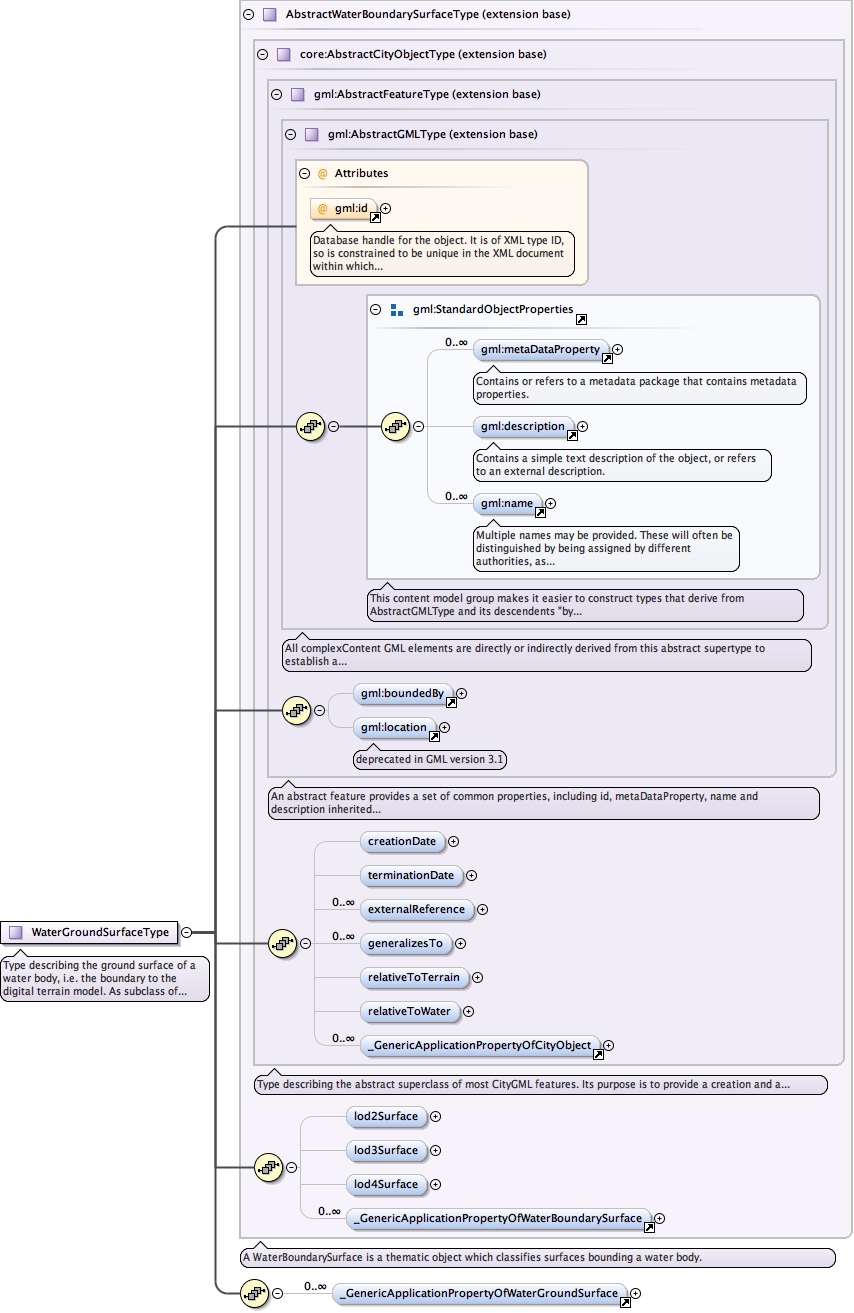 AbstractWaterBoundarySurfaceType (extension base)
core:AbstractCityObjectType (extension base)
gml:AbstractFeatureType (extension base)
gml:AbstractGMLType (extension base)
@ Attributes
@ gml:id
Database handle for the object. It is of XML type ID,
so is constrained to be unique in the XML document
within which...
gml:StandardObjectProperties
0..∞
gml:metaDataProperty
Contains or refers to a metadata package that contains metadata
properties.
gml:description
Contains a simple text description of the object, or refers
to an external description.
0..∞
gml:name
Multiple names may be provided. These will often be
distinguished by being assigned by different
authorities, as...
This content model group makes it easier to construct types that derive from
AbstractGMLType and its descendents "by...
All complexContent GML elements are directly or indirectly derived from this abstract supertype to
establish a...
gml:boundedBy
gml:location
deprecated in GML version 3.1
An abstract feature provides a set of common properties, including id, metaDataProperty, name and
description inherited...
creationDate
terminationDate
0..∞
externalReference
0..∞
generalizesTo
relativeToTerrain
relativeToWater
0..∞
_GenericApplicationPropertyOfCityObject
WaterGroundSurfaceType
Type describing the ground surface of a
water body, i.e. the boundary to the
digital terrain model. As subclass of...
Type describing the abstract superclass of most CityGML features. Its purpose is to provide a creation and a...
lod2Surface
lod3Surface
lod4Surface
0..∞
_GenericApplicationPropertyOfWaterBoundarySurface
A WaterBoundarySurface is a thematic object which classifies surfaces bounding a water body.
0..∞
_GenericApplicationPropertyOfWaterGroundSurface